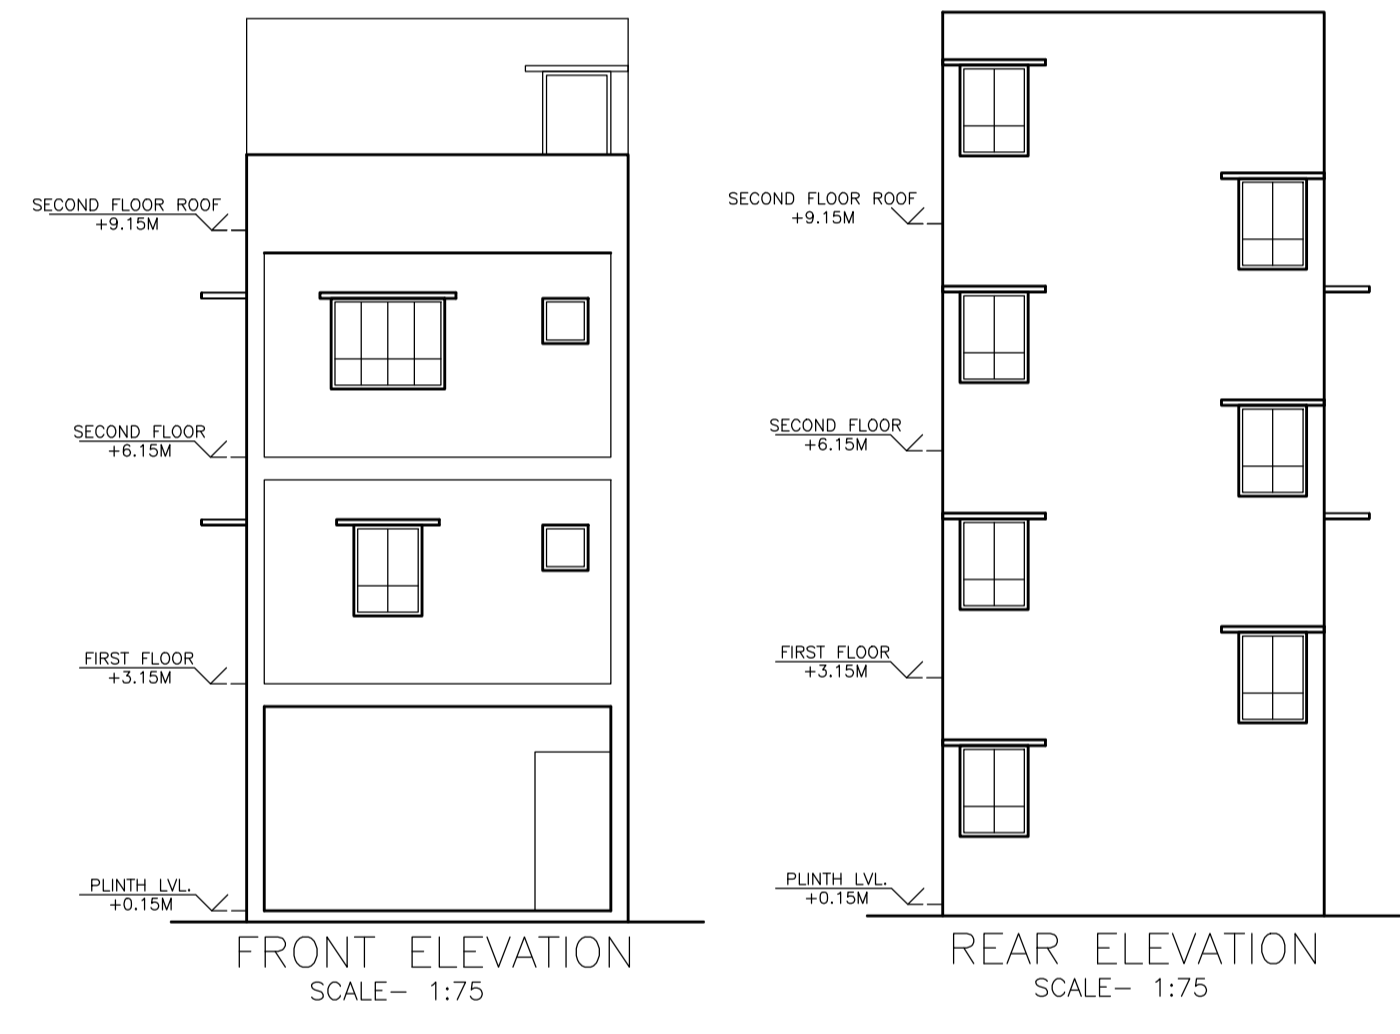 SECOND FLOOR ROOF
+9.15M
SECOND FLOOR
+6.15M
FIRST FLOOR
+3.15M
PLINTH LVL.
+0.15M
FRONT ELEVATION
SCALE- 1:75
SECOND FLOOR ROOF
+9.15M
SECOND FLOOR
+6.15M
FIRST FLOOR
+3.15M
PLINTH LVL.
+0.15M
REAR ELEVATION
SCALE- 1:75